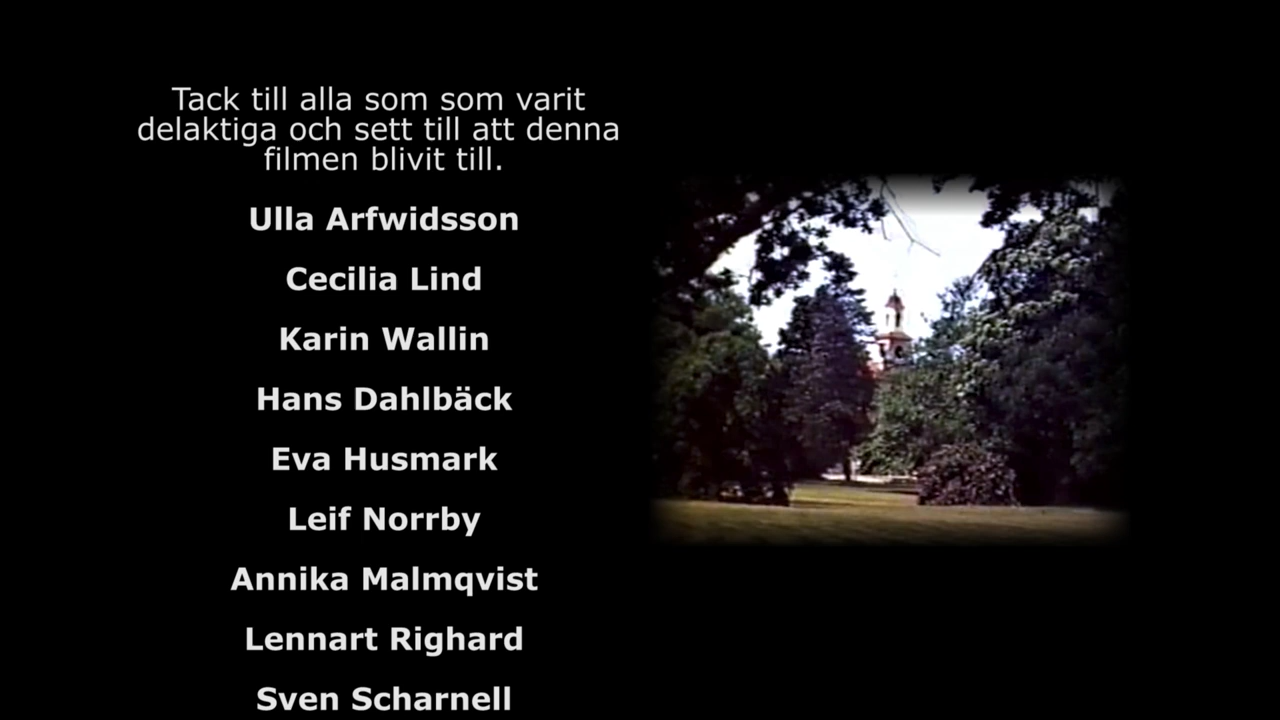 Tack till alla som som varit
delaktiga och sett till att denna
filmen blivit till.
Ulla Arfwidsson
Cecilia Lind
Karin Wallin
Hans Dahlbäck
Eva Husmark
Leif Norrby
Annika Malmqvist
Lennart Righard
Sven Scharnell